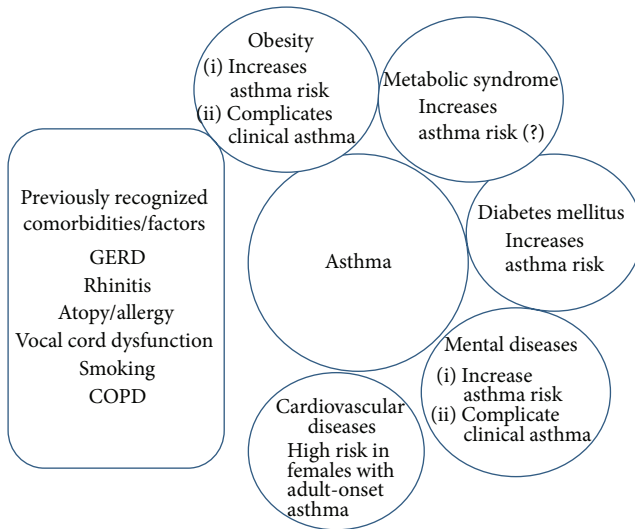 Obesity
(i) Increases
asthma risk
(ii) Complicates
clinical asthma
Metabolic syndrome
Increases
asthma risk (?)
Previously recognized
comorbidities/factors
GERD
Rhinitis
Atopy/allergy
Vocal cord dysfunction
Smoking
COPD
Asthma
Diabetes mellitus
Increases
asthma risk
Mental diseases
(i) Increase
asthma risk
(ii) Complicate
clinical asthma
Cardiovascular
diseases
High risk in
females with
adult-onset
asthma